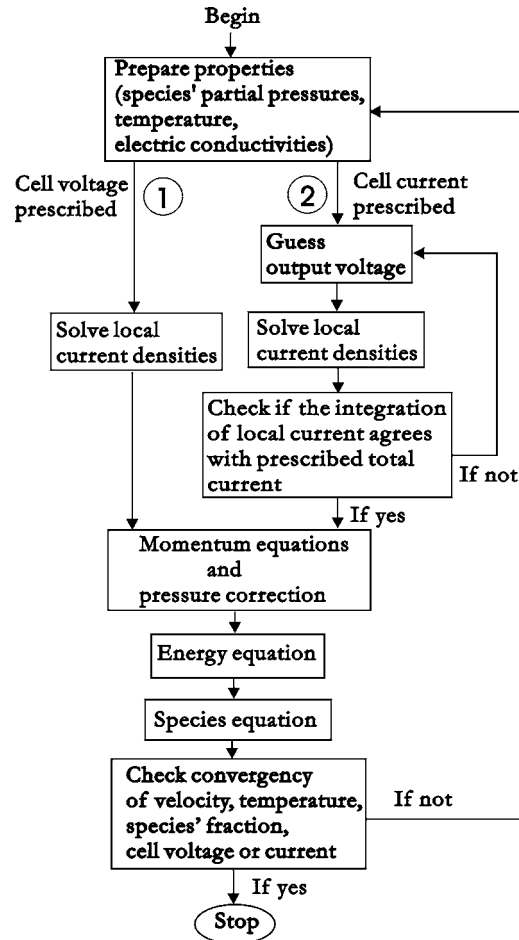 Begin
Prepare properties
(species' partial pressures,
temperature,
electric conductivities)
Cell voltage
prescribed
1
2
Cell current
prescribed
Guess
output voltage
Solve local
current densities
Solve local
current densities
Check if the integration
of local current agrees
with prescribed total
current
If not
If yes
Momentum equations
and
pressure correction
Energy equation
Species equation
Check convergency
of velocity, temperature,
species’ fraction,
cell voltage or current
If not
If yes
Stop